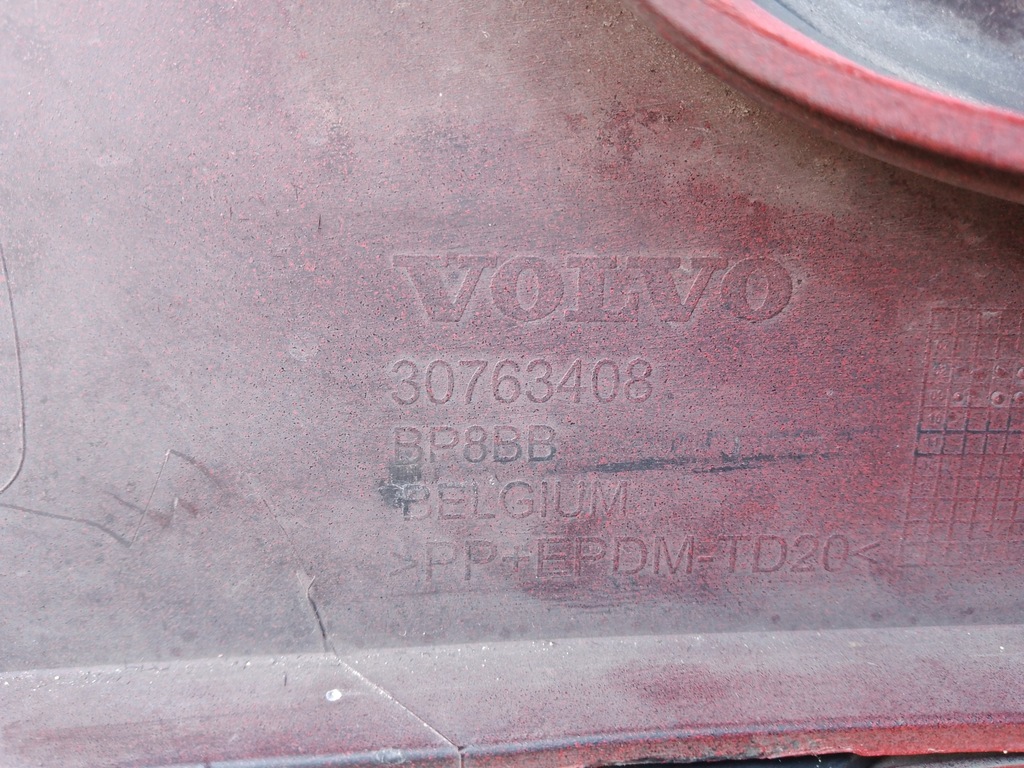 VOLVO
30763408
BP8BB
BELGIUM
>PP+EPDM-TD20<